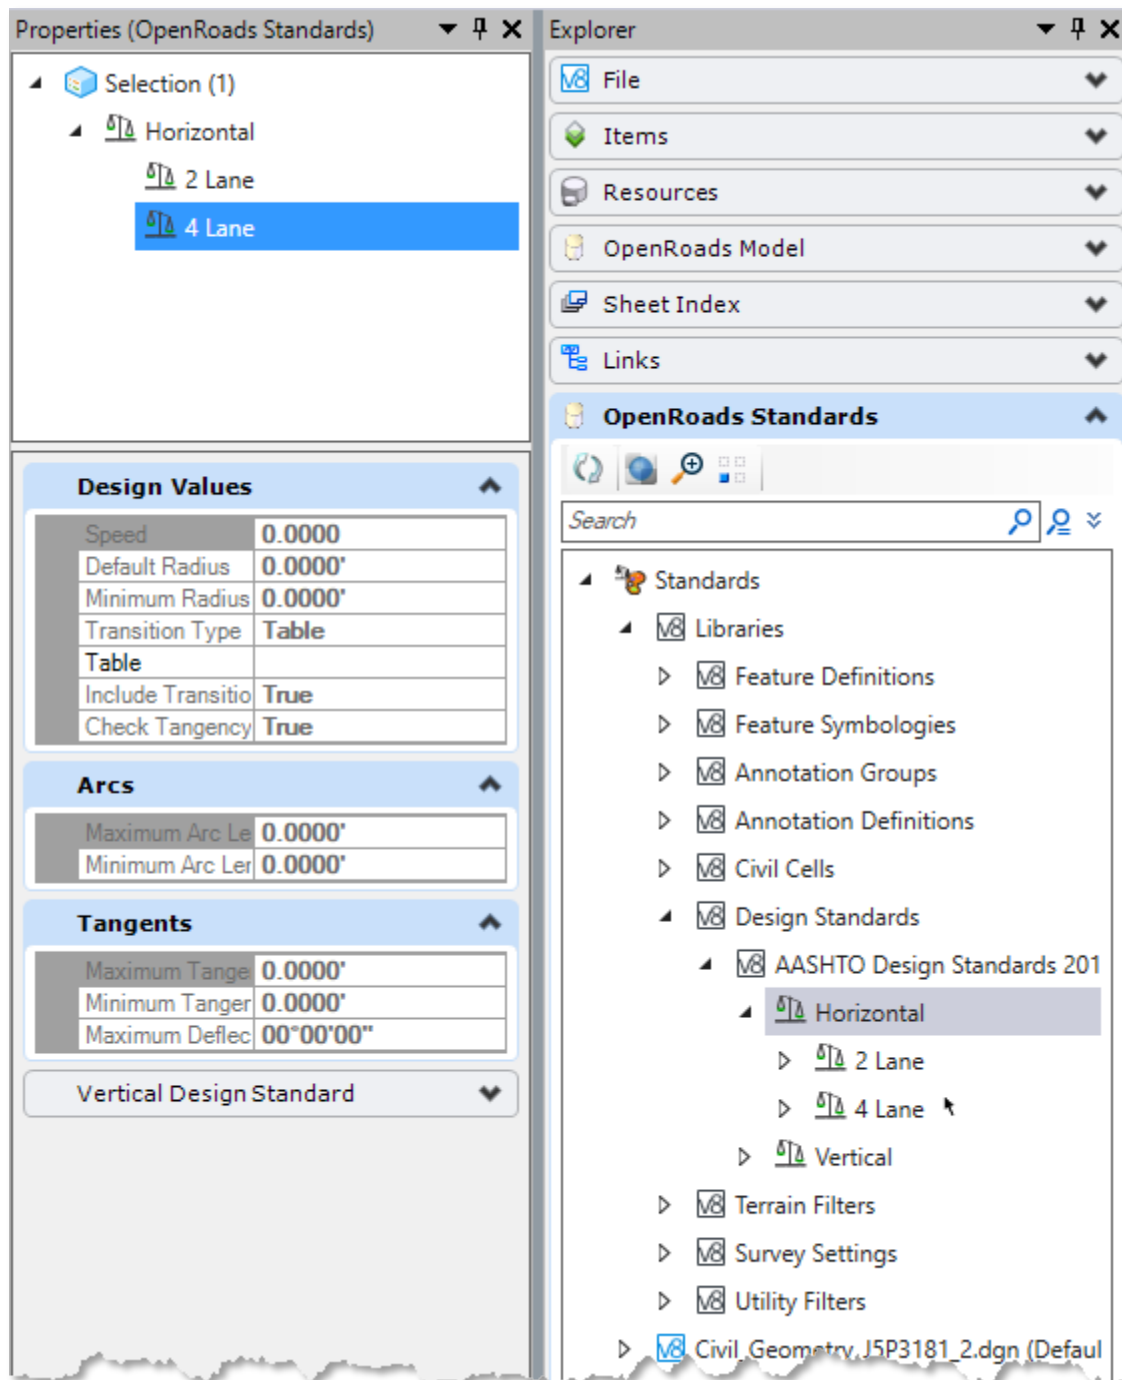 Properties (OpenRoads Standards)
Selection (1)
Horizontal
2 Lane
4 Lane
Design Values
Speed 0.0000
Default Radius 0.0000'
Minimum Radius 0.0000'
Transition Type Table
Table
Include Transitio True
Check Tangency True
Arcs
Maximum Arc Le 0.0000'
Minimum Arc Ler 0.0000'
Tangents
Maximum Tange 0.0000'
Minimum Tanger 0.0000'
Maximum Deflec 00°00'00"
Vertical Design Standard
Explorer
File
Items
Resources
OpenRoads Model
Sheet Index
Links
OpenRoads Standards
Search
Standards
Libraries
Feature Definitions
Feature Symbologies
Annotation Groups
Annotation Definitions
Civil Cells
Design Standards
AASHTO Design Standards 201
Horizontal
2 Lane
4 Lane
Vertical
Terrain Filters
Survey Settings
Utility Filters
Civil_Geometry_J5P3181_2.dgn (Defaul